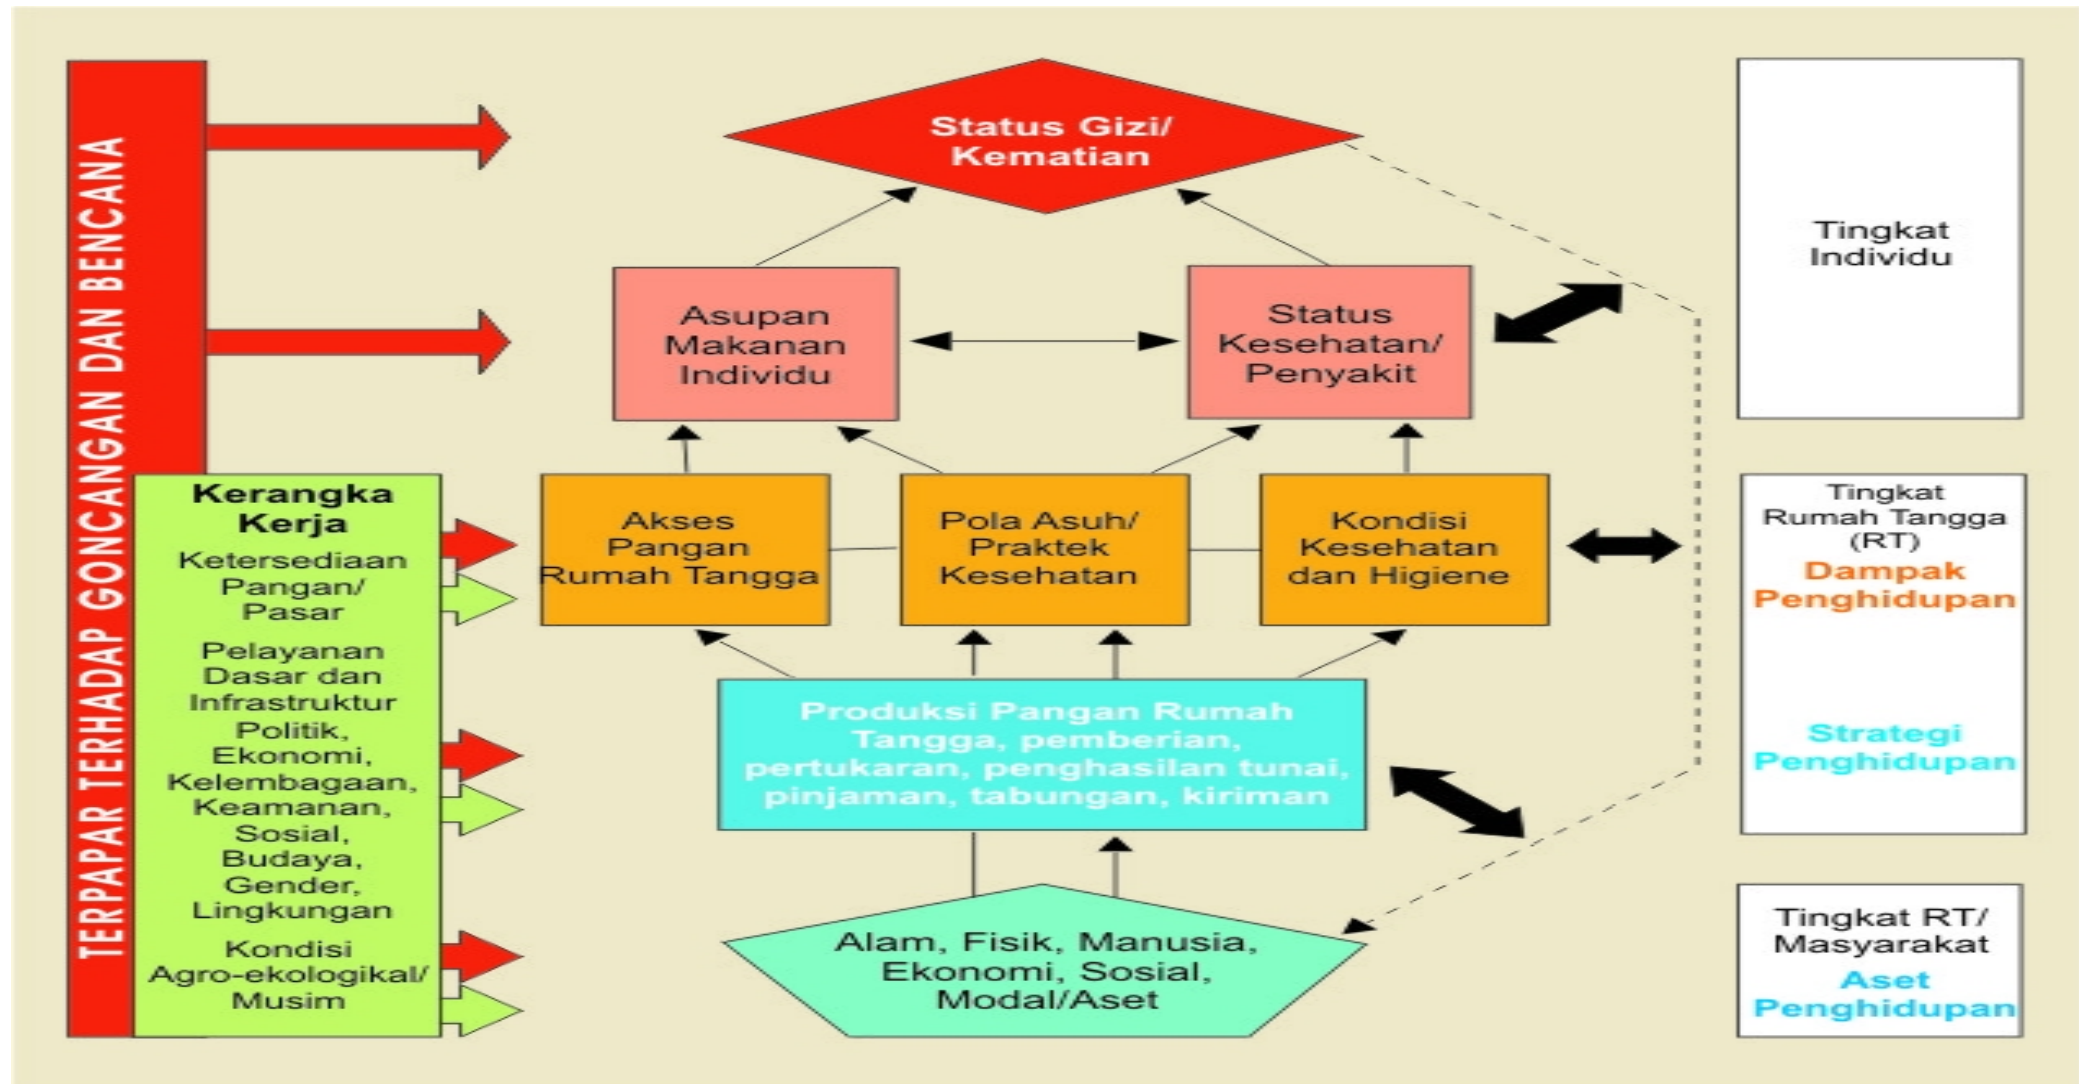 TERPAPAR TERHADAP GONCANGAN DAN BENCANA
Status Gizi/
Kematian
Tingkat
Individu
Asupan
Makanan
Individu
Status
Kesehatan/
Penyakit
Kerangka
Kerja
Ketersediaan
Pangan/
Pasar
Pelayanan
Dasar dan
Infrastruktur
Politik,
Ekonomi,
Kelembagaan,
Keamanan,
Sosial,
Budaya,
Gender,
Lingkungan
Kondisi
Agro-ekologikal/
Musim
Akses
Pangan
Rumah Tangga
Pola Asuh/
Praktek
Kesehatan
Kondisi
Kesehatan
dan Higiene
Tingkat
Rumah Tangga
(RT)
Dampak
Penghidupan
Strategi
Penghidupan
Produksi Pangan Rumah
Tangga, pemberian,
pertukaran, penghasilan tunai,
pinjaman, tabungan, kiriman
Alam, Fisik, Manusia,
Ekonomi, Sosial,
Modal/Aset
Tingkat RT/
Masyarakat
Aset
Penghidupan